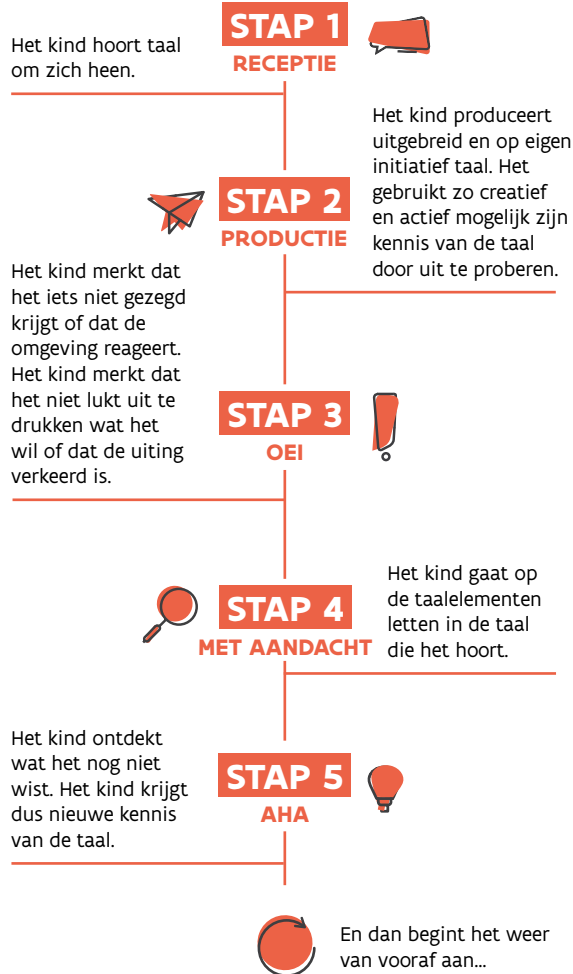 STAP 1
RECEPTIE
Het kind hoort taal
om zich heen.
STAP 2
PRODUCTIE
Het kind produceert
uitgebreid en op eigen
initiatief taal. Het
gebruikt zo creatief
en actief mogelijk zijn
kennis van de taal
door uit te proberen.
STAP 3
OEI
Het kind merkt dat
het iets niet gezegd
krijgt of dat de
omgeving reageert.
Het kind merkt dat
het niet lukt uit te
drukken wat het
wil of dat de uiting
verkeerd is.
STAP 4
MET AANDACHT
Het kind gaat op
de taalelementen
letten in de taal
die het hoort.
STAP 5
AHA
Het kind ontdekt
wat het nog niet
wist. Het kind krijgt
dus nieuwe kennis
van de taal.
En dan begint het weer
van vooraf aan...